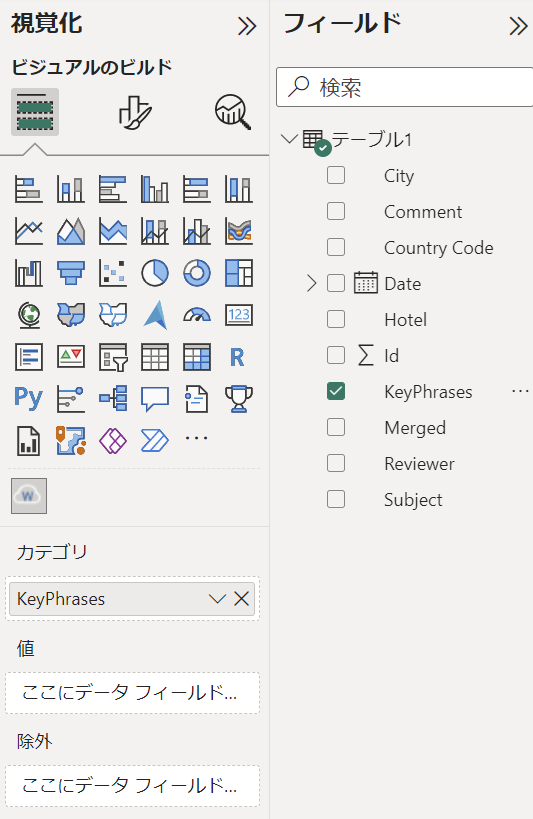 視覚化
ビジュアルのビルド
123
R
Py
W
カテゴリ
KeyPhrases
値
ここにデータ フィールド...
除外
ここにデータ フィールド...
フィールド
検索
テーブル1
City
Comment
Country Code
Date
Hotel
Id
KeyPhrases
Merged
Reviewer
Subject